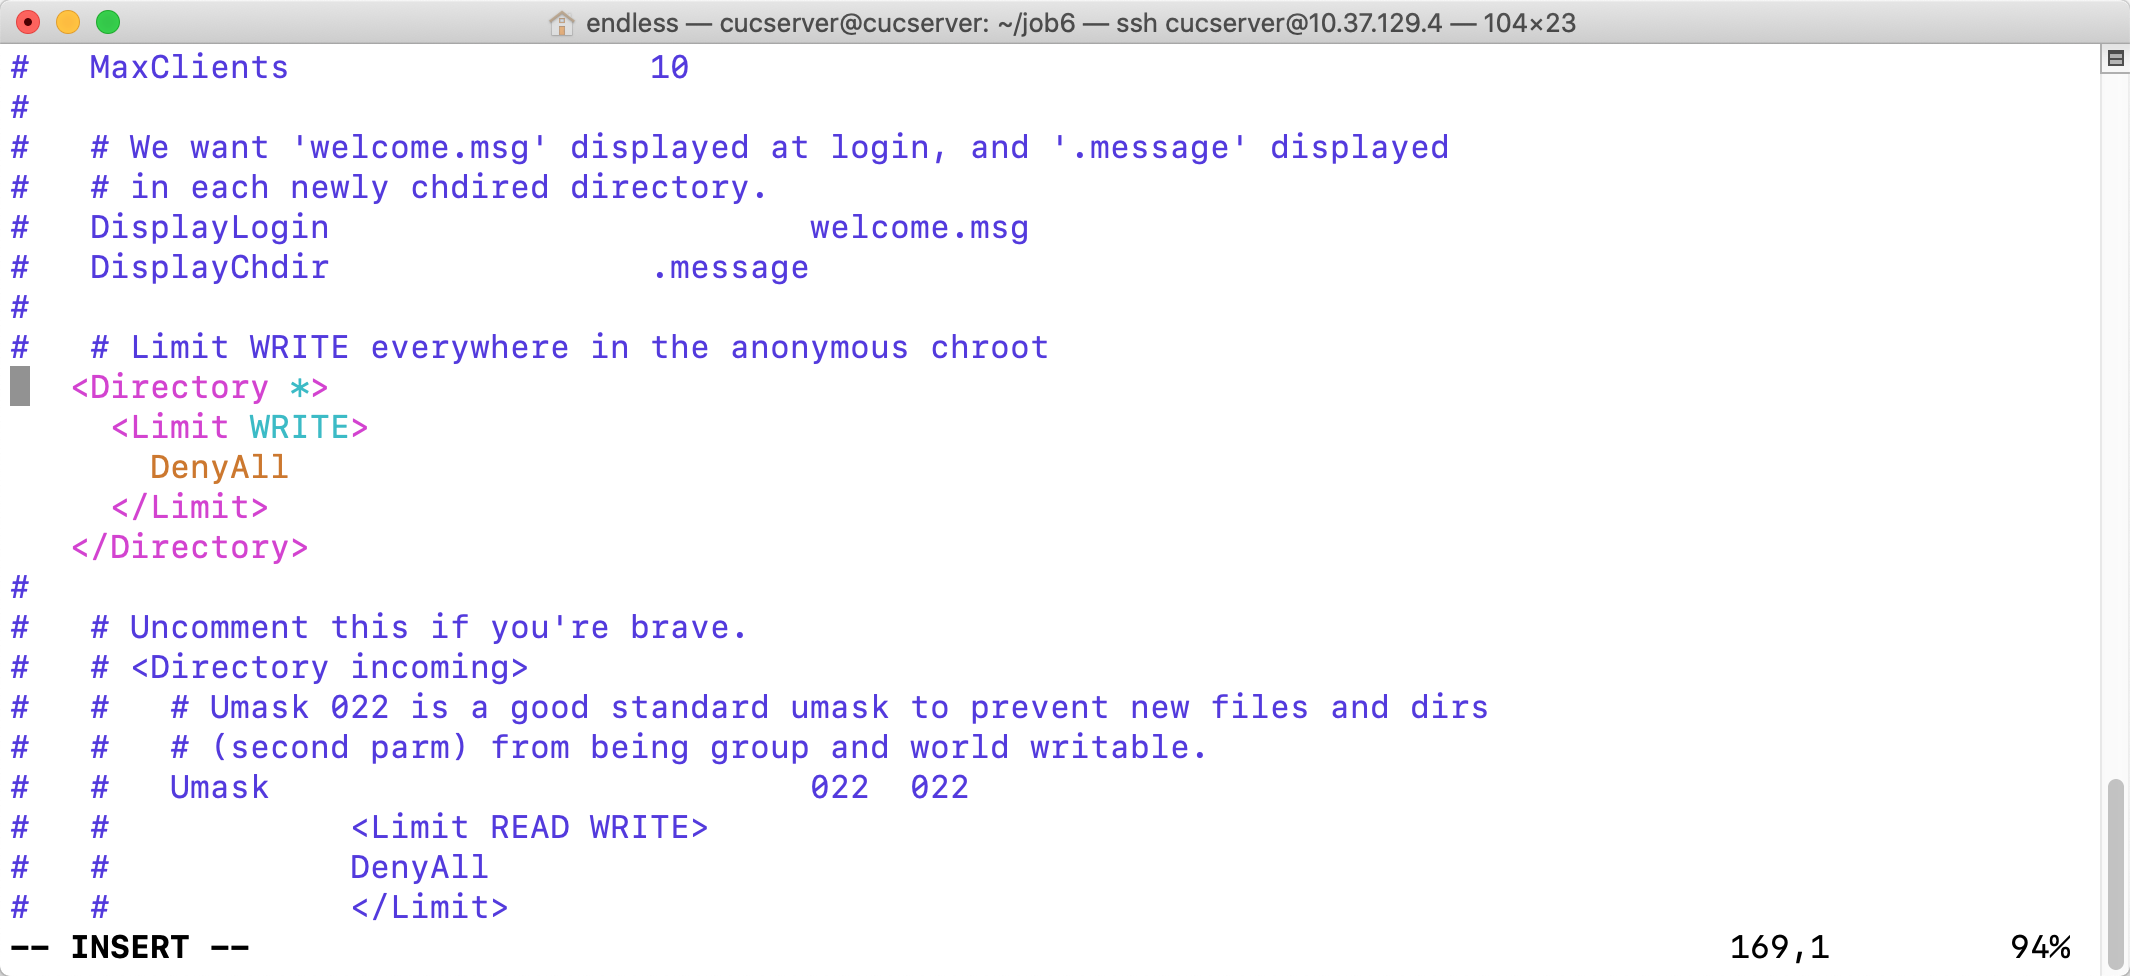 endless — cucserver@cucserver: ~/job6 — ssh cucserver@10.37.129.4 — 104×23
#   MaxClients                  10
#
#   # We want 'welcome.msg' displayed at login, and '.message' displayed
#   # in each newly chdired directory.
#   DisplayLogin                        welcome.msg
#   DisplayChdir                .message
#
#   # Limit WRITE everywhere in the anonymous chroot
   <Directory *>
     <Limit WRITE>
       DenyAll
     </Limit>
   </Directory>
#
#   # Uncomment this if you're brave.
#   # <Directory incoming>
#   #   # Umask 022 is a good standard umask to prevent new files and dirs
#   #   # (second parm) from being group and world writable.
#   #   Umask                           022  022
#   #            <Limit READ WRITE>
#   #            DenyAll
#   #            </Limit>
-- INSERT --                                                                          169,1         94%